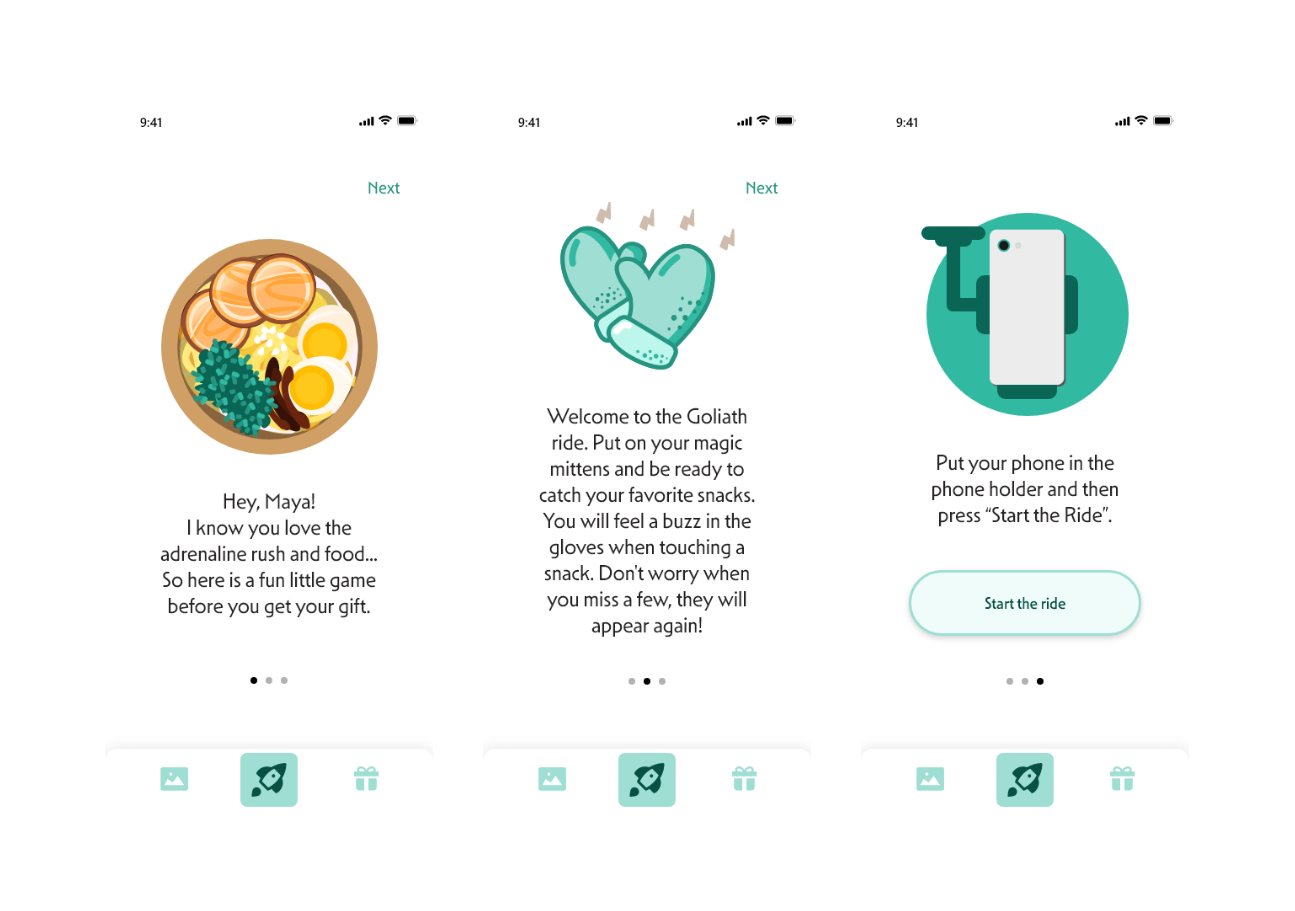 9:41
Next
Hey, Maya!
I know you love the
adrenaline rush and food...
So here is a fun little game
before you get your gift.
9:41
Next
Welcome to the Goliath
ride. Put on your magic
mittens and be ready to
catch your favorite snacks.
You will feel a buzz in the
gloves when touching a
snack. Don't worry when
you miss a few, they will
appear again!
9:41
Put your phone in the
phone holder and then
press “Start the Ride”.
Start the ride